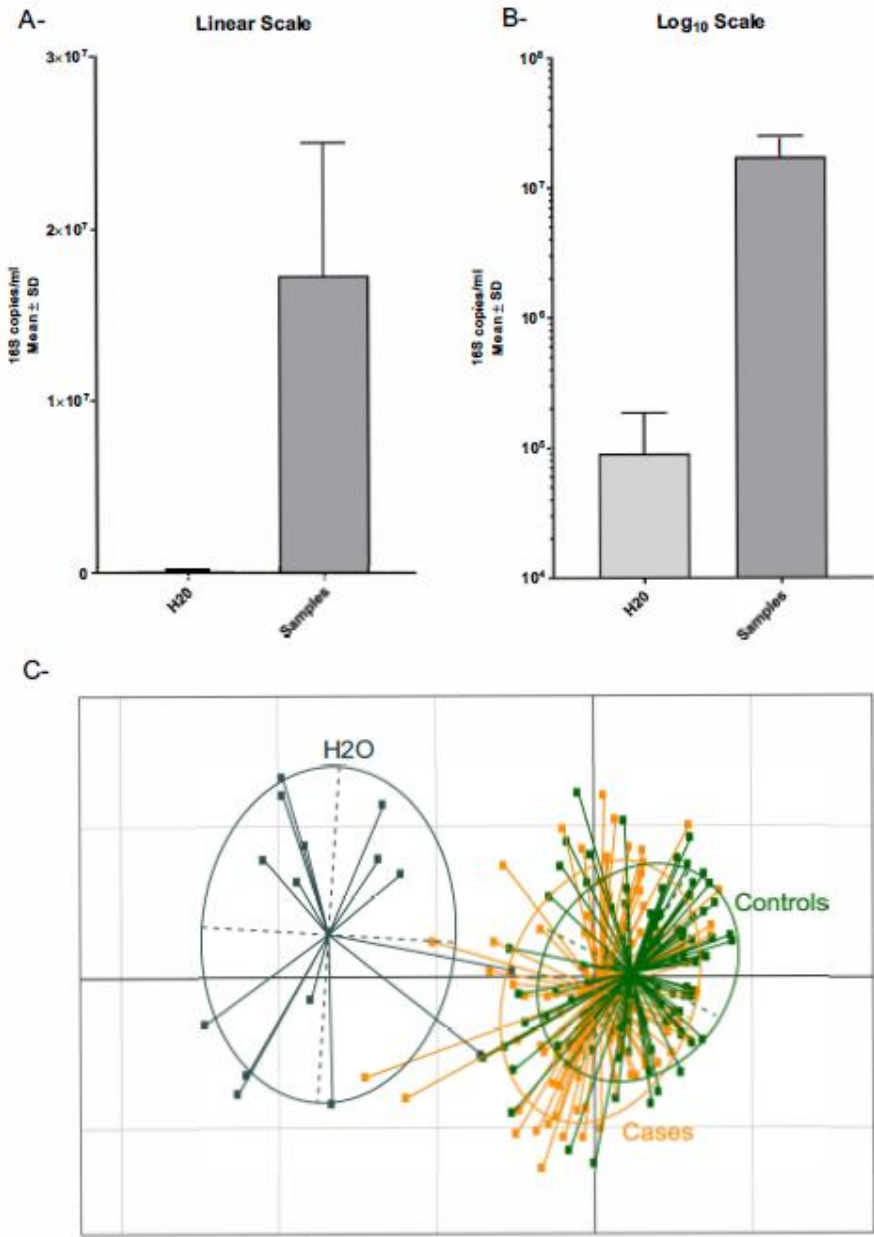 A-
Linear Scale
3×10⁷
2×10⁷
1×10⁷
0
16S copies/ml
Mean ± SD
H20
Samples
B-
Log₁₀ Scale
10⁸
10⁷
10⁶
10⁵
10⁴
16S copies/ml
Mean ± SD
H20
Samples
C-
H2O
Controls
Cases